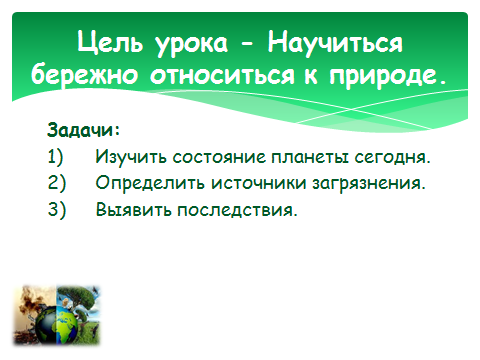 Цель урока - Научиться
бережно относиться к природе.
Задачи:
1) Изучить состояние планеты сегодня.
2) Определить источники загрязнения.
3) Выявить последствия.